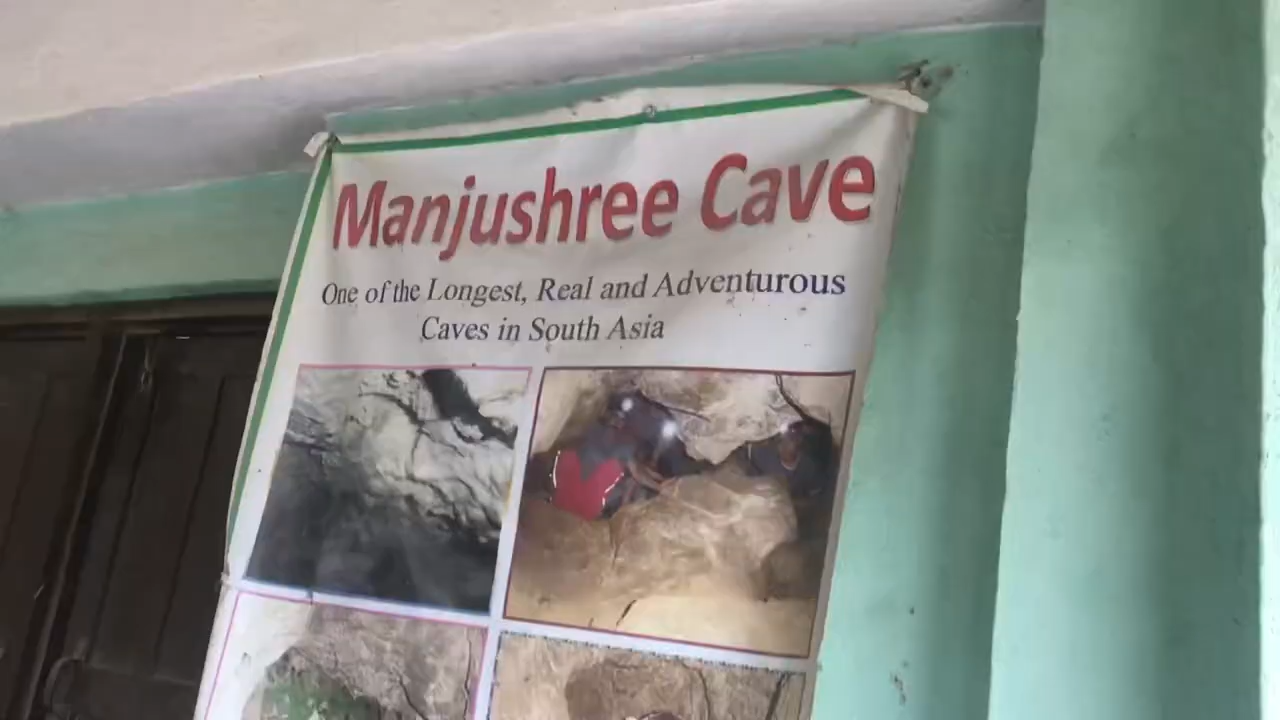 Manjushree Cave
One of the Longest, Real and Adventurous
Caves in South Asia